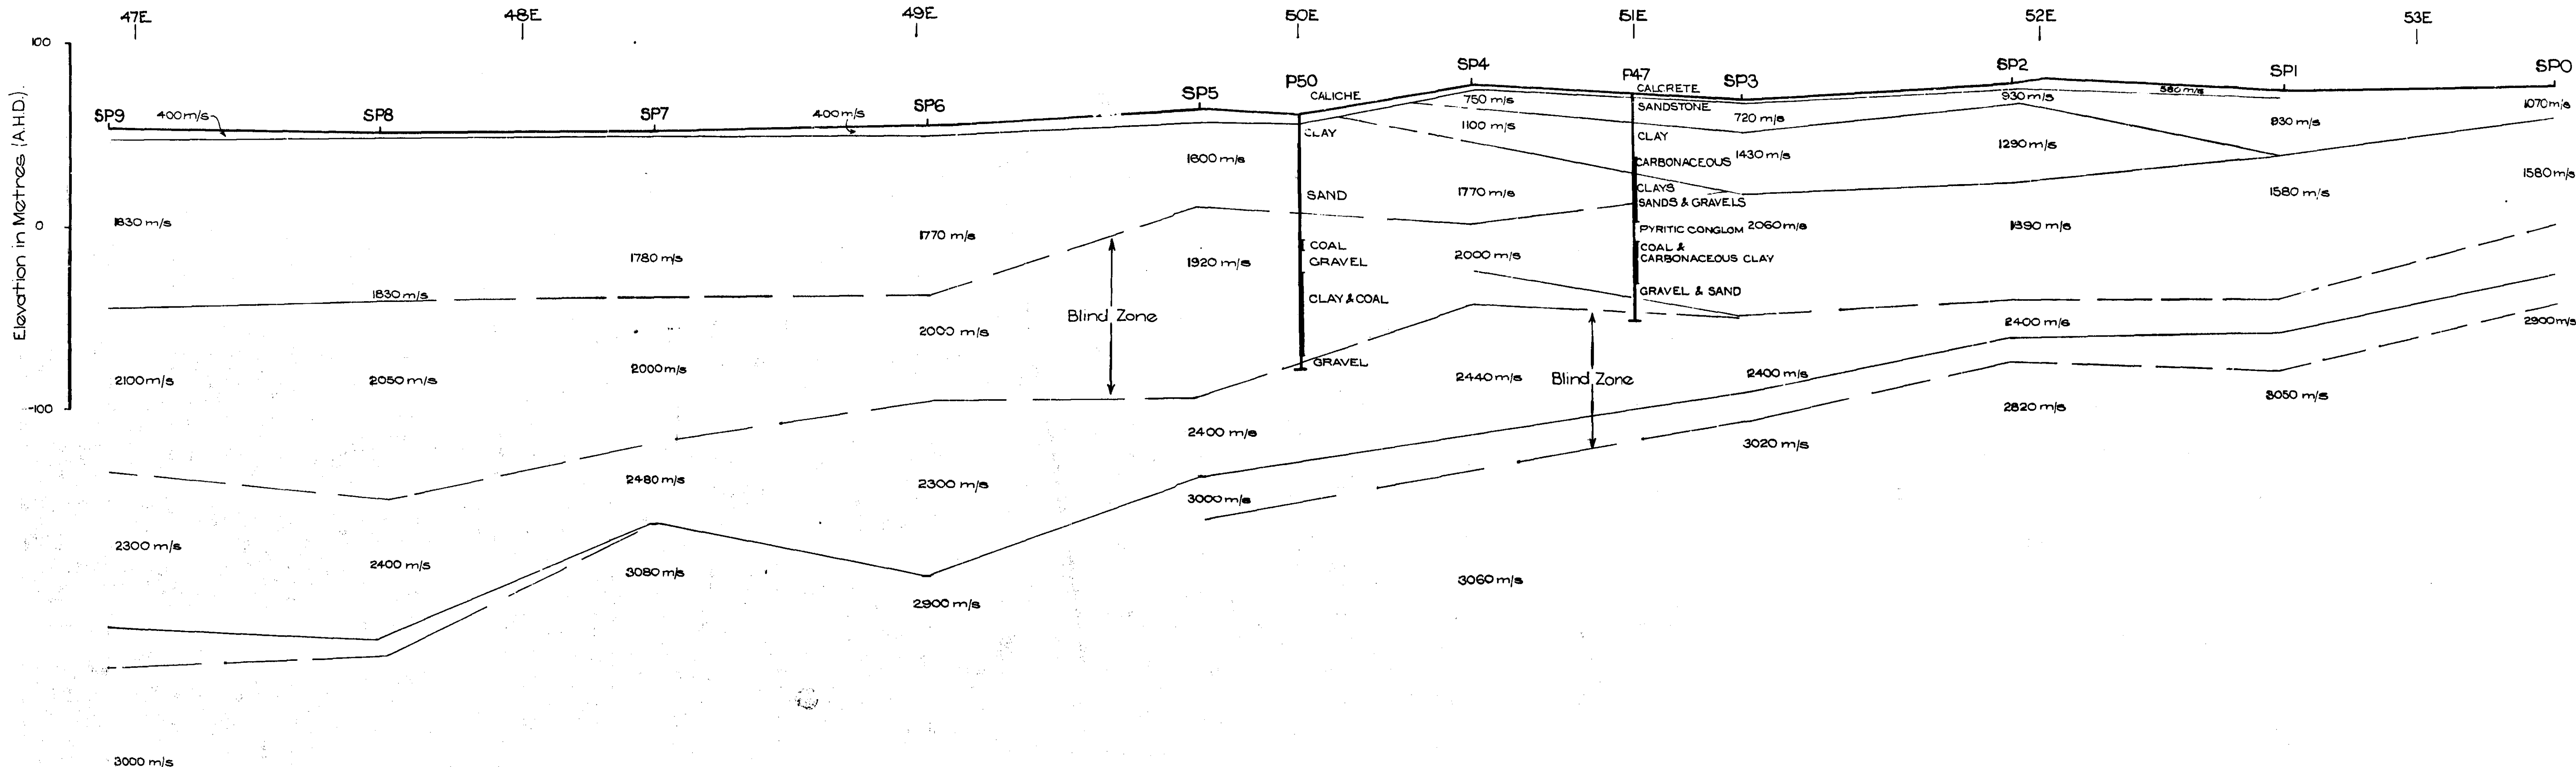 47E
48E
49E
50E
51E
52E
53E
100
0
-100
Elevation in Metres (A.H.D.).
SP9
SP8
SP7
SP6
SP5
P50
SP4
P47
SP3
SP2
SP1
SP0
400 m/s
400 m/s
CALICHE
CLAY
SAND
COAL
GRAVEL
CLAY & COAL
GRAVEL
CALCRETE
SANDSTONE
CLAY
CARBONACEOUS
CLAYS
SANDS & GRAVELS
PYRITIC CONGLOM
COAL &
CARBONACEOUS CLAY
GRAVEL & SAND
1830 m/s
2100 m/s
2300 m/s
3000 m/s
1830 m/s
2050 m/s
2400 m/s
1780 m/s
2000 m/s
2480 m/s
3080 m/s
1770 m/s
2000 m/s
2300 m/s
2900 m/s
Blind Zone
1600 m/s
1920 m/s
2400 m/s
3000 m/s
750 m/s
1100 m/s
1770 m/s
2000 m/s
2440 m/s
3060 m/s
Blind Zone
720 m/s
1430 m/s
2060 m/s
2400 m/s
3020 m/s
930 m/s
1290 m/s
1890 m/s
2400 m/s
2820 m/s
580 m/s
930 m/s
1580 m/s
3050 m/s
1070 m/s
1580 m/s
2900 m/s